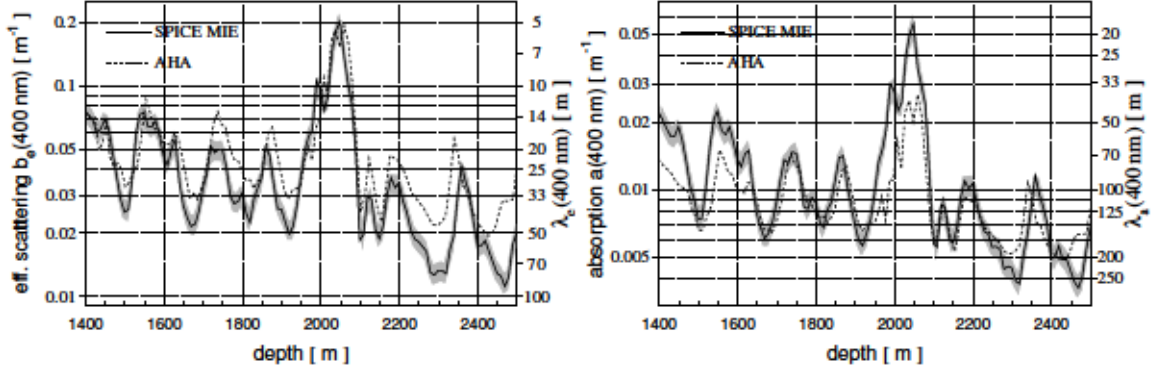 eff. scattering b_e(400 nm) [ m⁻¹ ]
0.2
0.1
0.05
0.03
0.02
0.01
SPICE MIE
AHA
5
7
10
14
20
25
33
50
70
100
λ_e(400 nm) [ m ]
1400 1600 1800 2000 2200 2400
depth [ m ]
absorption a(400 nm) [ m⁻¹ ]
0.05
0.03
0.02
0.01
0.005
SPICE MIE
AHA
20
33
50
70
100
125
200
250
λ_a(400 nm) [ m ]
1400 1600 1800 2000 2200 2400
depth [ m ]